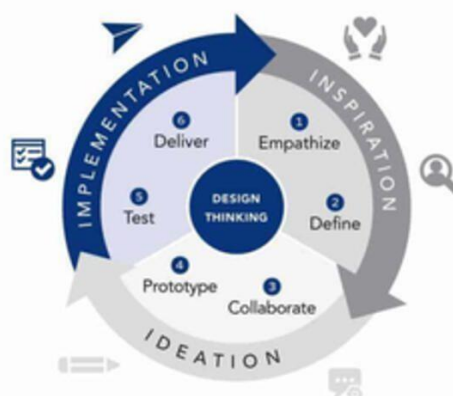 IMPLEMENTATION
INSPIRATION
IDEATION
DESIGN
THINKING
1
Empathize
2
Define
3
Collaborate
4
Prototype
5
Test
6
Deliver